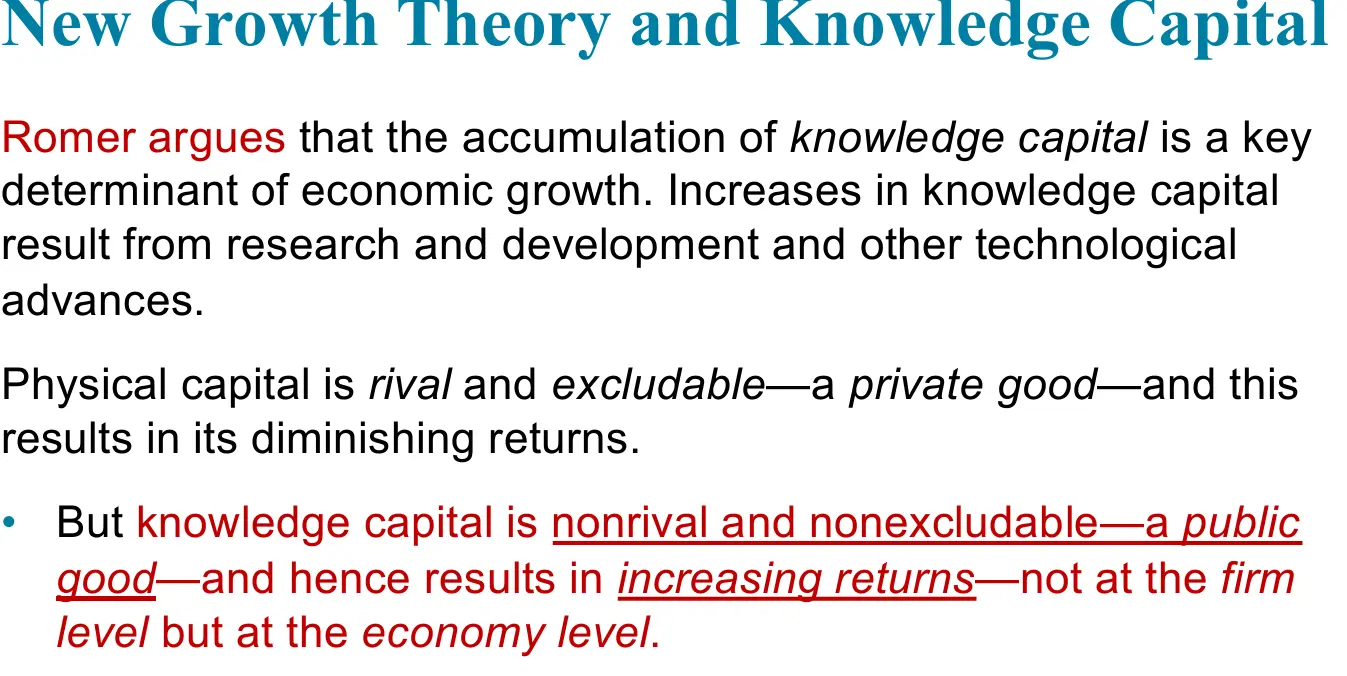 New Growth Theory and Knowledge Capital
Romer argues that the accumulation of knowledge capital is a key
determinant of economic growth. Increases in knowledge capital
result from research and development and other technological
advances.
Physical capital is rival and excludable—a private good—and this
results in its diminishing returns.
• But knowledge capital is nonrival and nonexcludable—a public
good—and hence results in increasing returns—not at the firm
level but at the economy level.